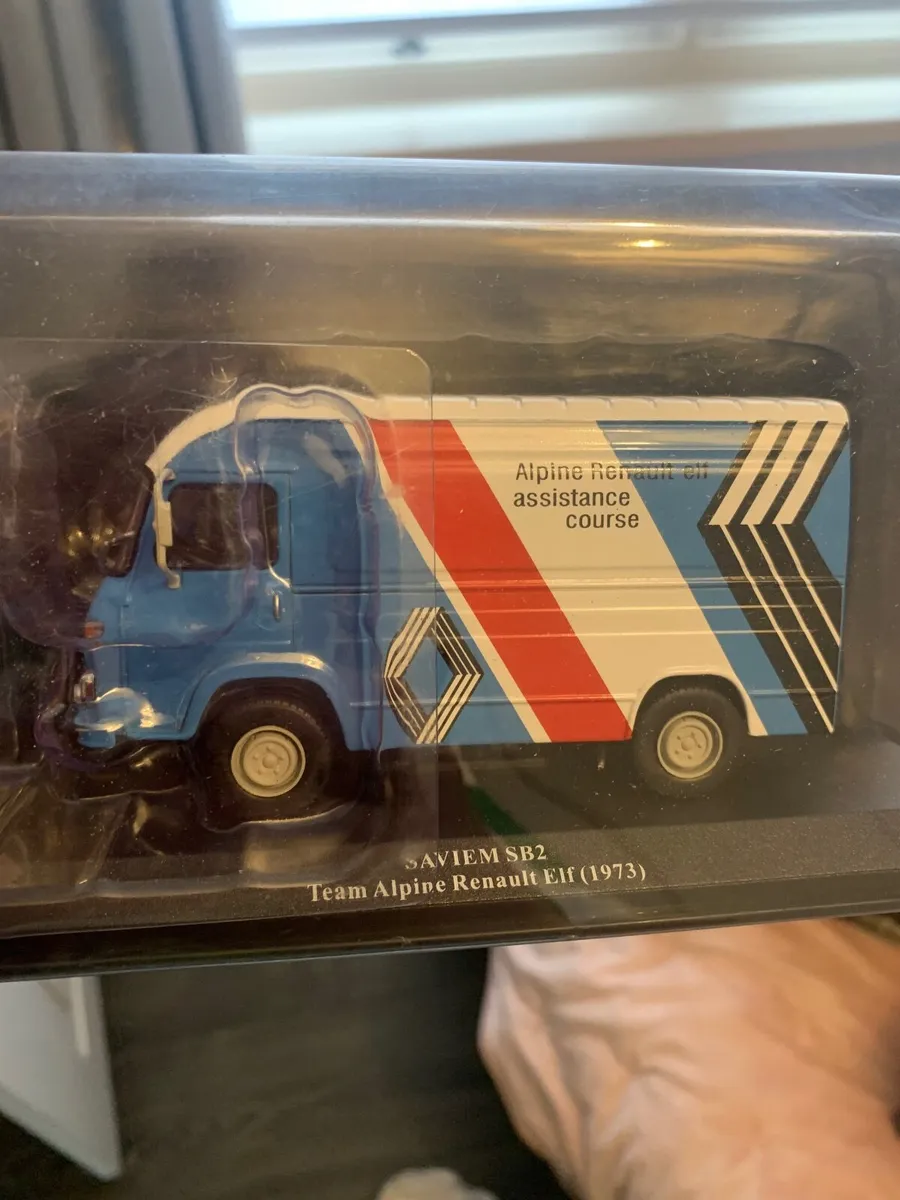 Alpine Renault elf
assistance
course
SAVIEM SB2
Team Alpine Renault Elf (1973)